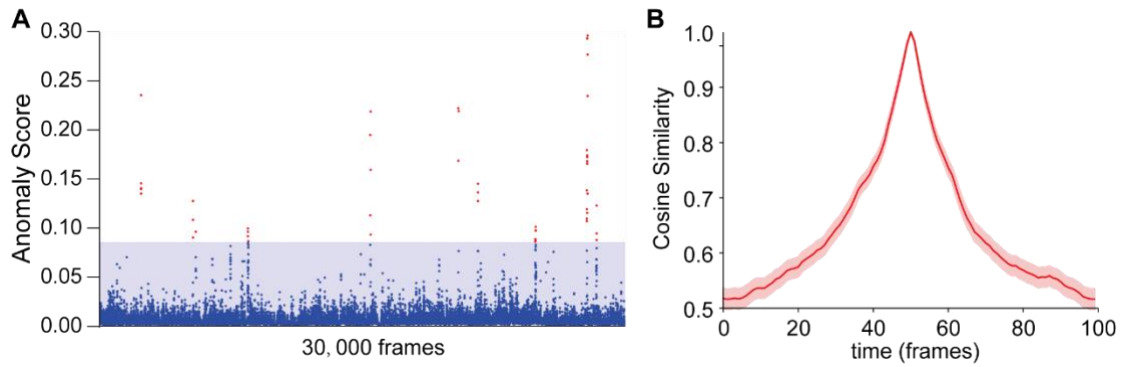 A
Anomaly Score
0.30
0.25
0.20
0.15
0.10
0.05
0.00
30, 000 frames
B
Cosine Similarity
1.0
0.9
0.8
0.7
0.6
0.5
0 20 40 60 80 100
time (frames)